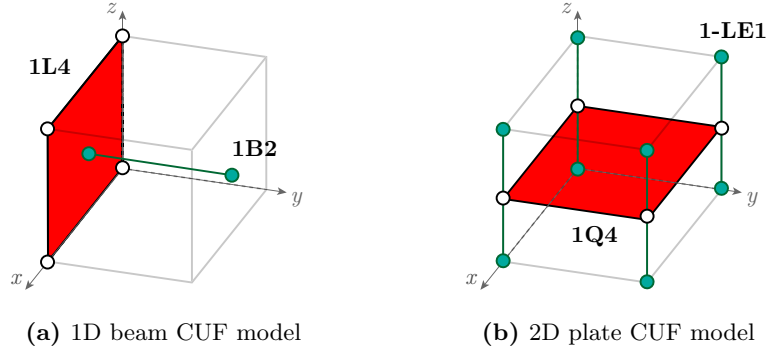 z
1L4
1B2
y
x
(a) 1D beam CUF model
z
1-LE1
y
1Q4
x
(b) 2D plate CUF model